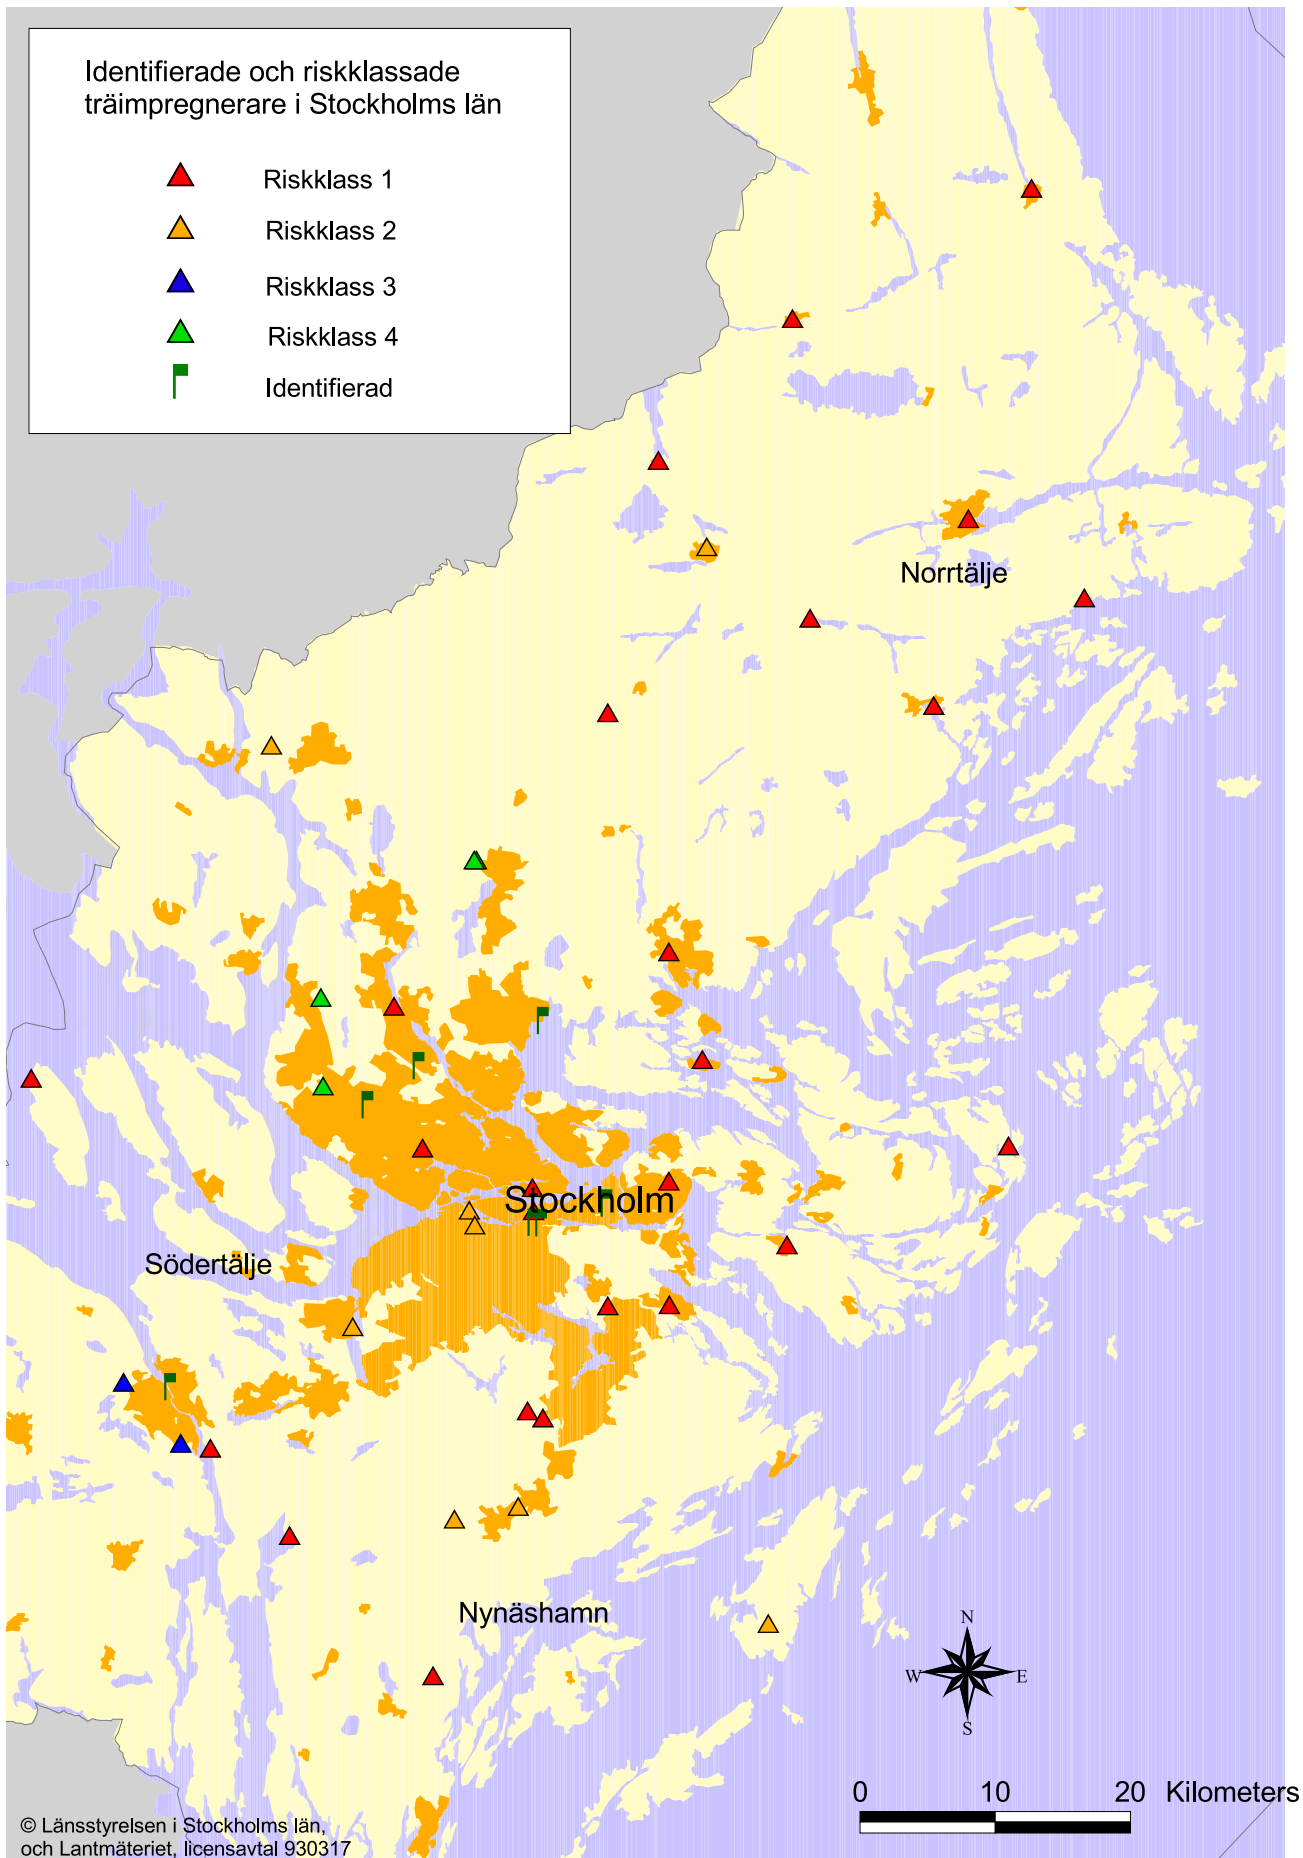 Identifierade och riskklassade
träimpregnerare i Stockholms län
Riskklass 1
Riskklass 2
Riskklass 3
Riskklass 4
Identifierad
Norrtälje
Stockholm
Södertälje
Nynäshamn
N
W
E
S
0 10 20 Kilometers
© Länsstyrelsen i Stockholms län,
och Lantmäteriet, licensavtal 930317